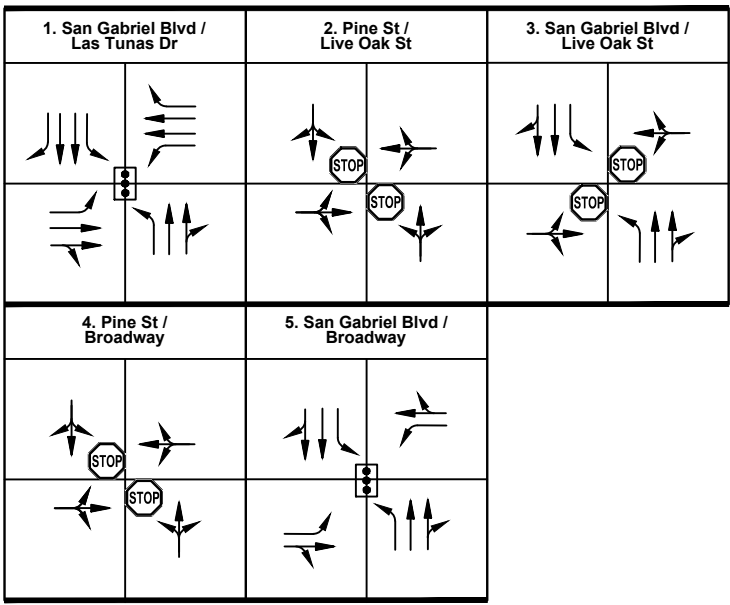 1. San Gabriel Blvd /
Las Tunas Dr
2. Pine St /
Live Oak St
3. San Gabriel Blvd /
Live Oak St
STOP
STOP
STOP
STOP
4. Pine St /
Broadway
5. San Gabriel Blvd /
Broadway
STOP
STOP